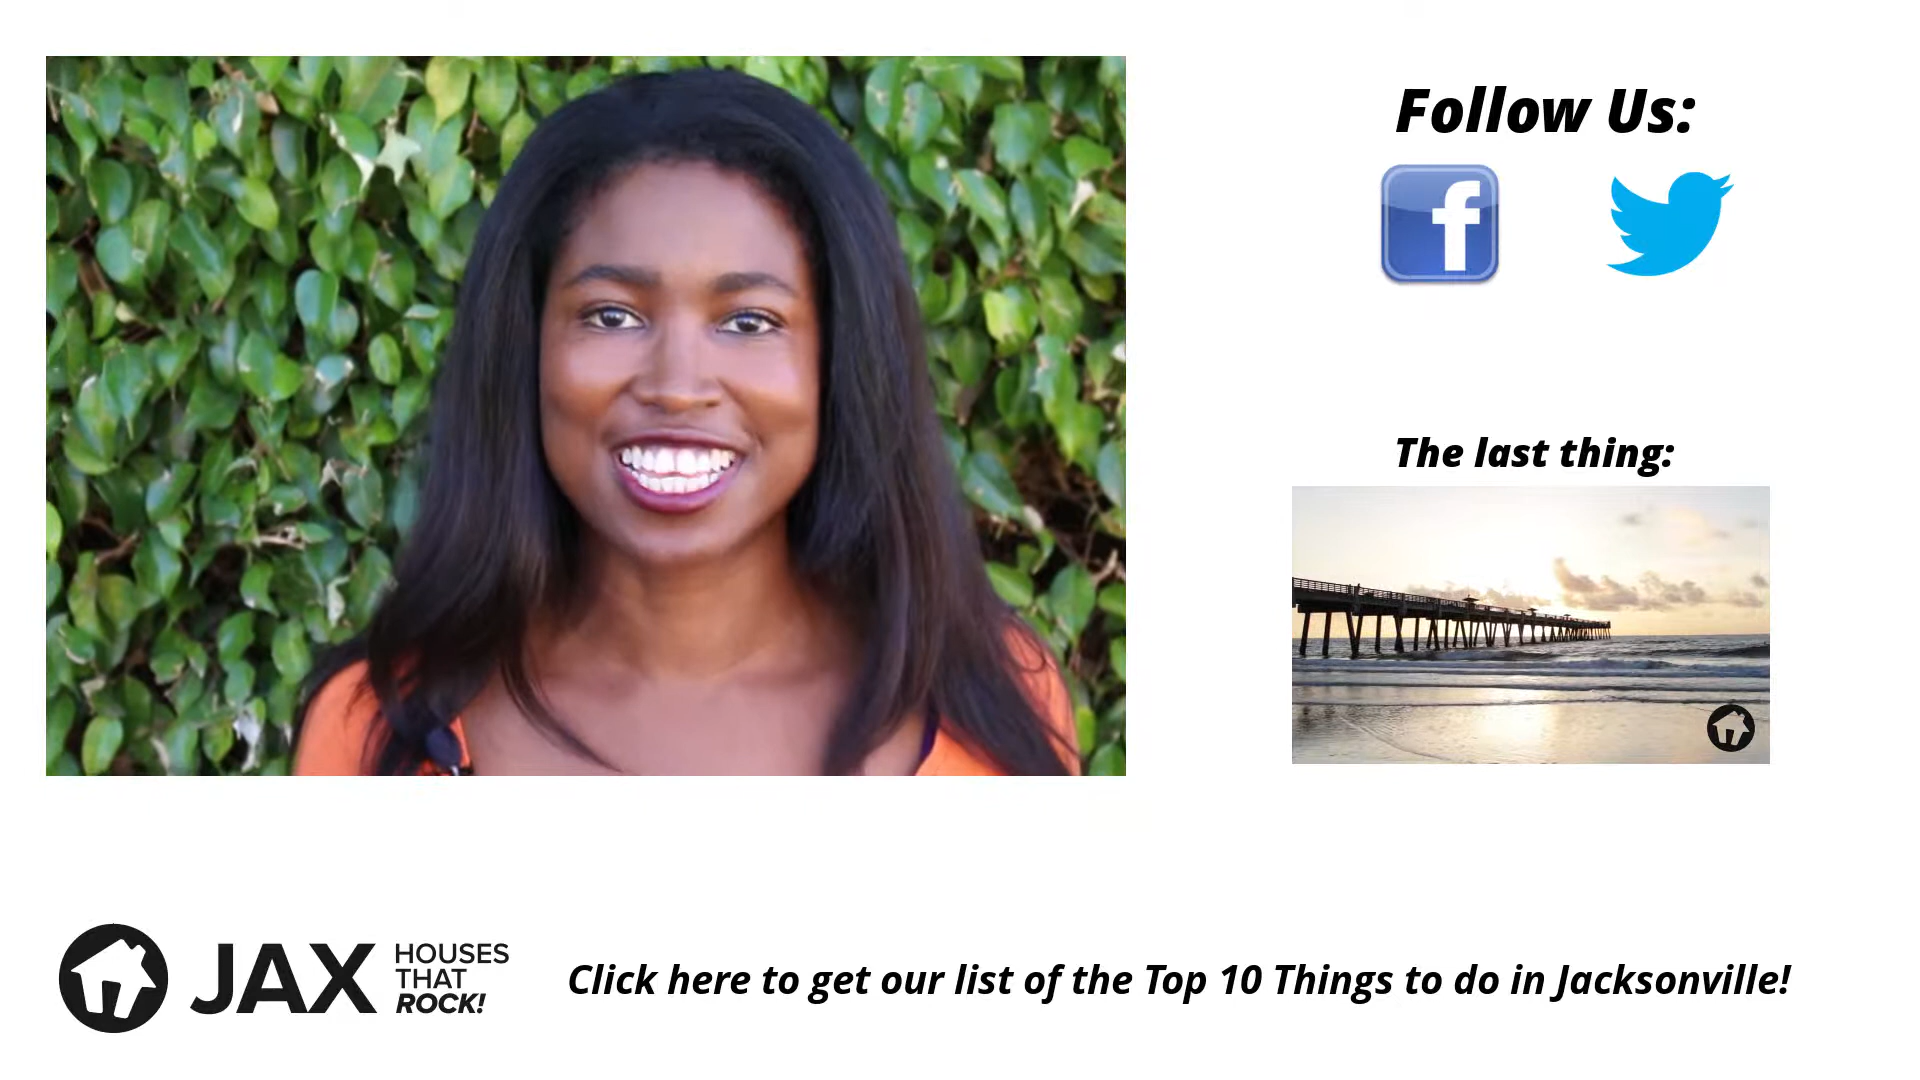 Follow Us:
f
The last thing:
JAX
HOUSES
THAT
ROCK!
Click here to get our list of the Top 10 Things to do in Jacksonville!